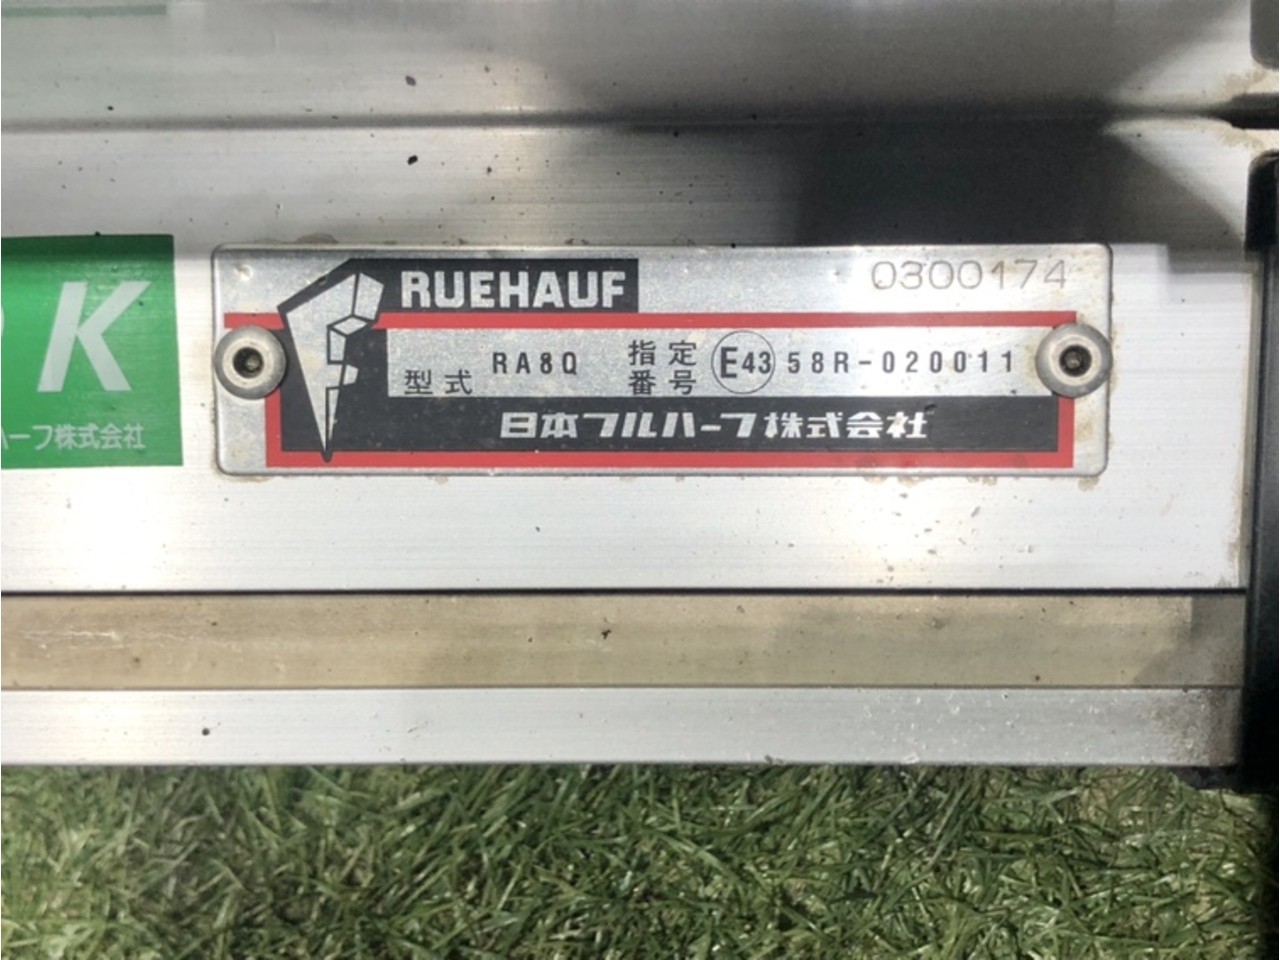 K
ハーフ株式会社
FRUEHAUF
0300174
型式 RA8Q 指定番号 E43 58R-020011
日本フルハーフ株式会社